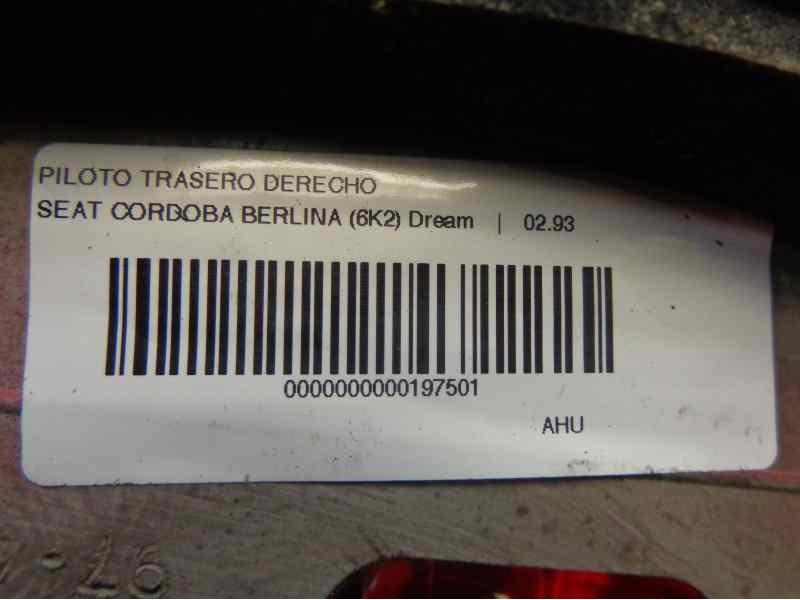 PILOTO TRASERO DERECHO
SEAT CORDOBA BERLINA (6K2) Dream | 02.93
0000000000197501
AHU